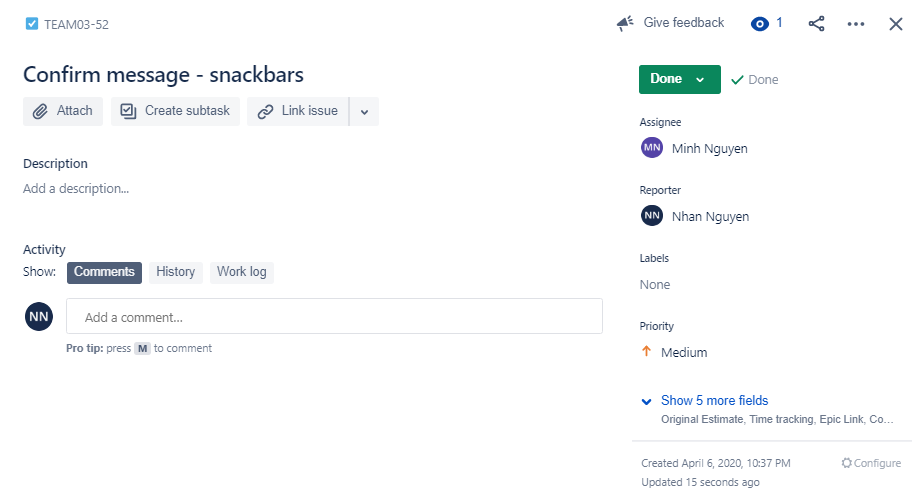 TEAM03-52
Give feedback
1
Confirm message - snackbars
Attach
Create subtask
Link issue
Description
Add a description...
Activity
Show: Comments History Work log
NN
Add a comment...
Pro tip: press M to comment
Done
Done
Assignee
MN Minh Nguyen
Reporter
NN Nhan Nguyen
Labels
None
Priority
Medium
Show 5 more fields
Original Estimate, Time tracking, Epic Link, Co...
Created April 6, 2020, 10:37 PM
Configure
Updated 15 seconds ago